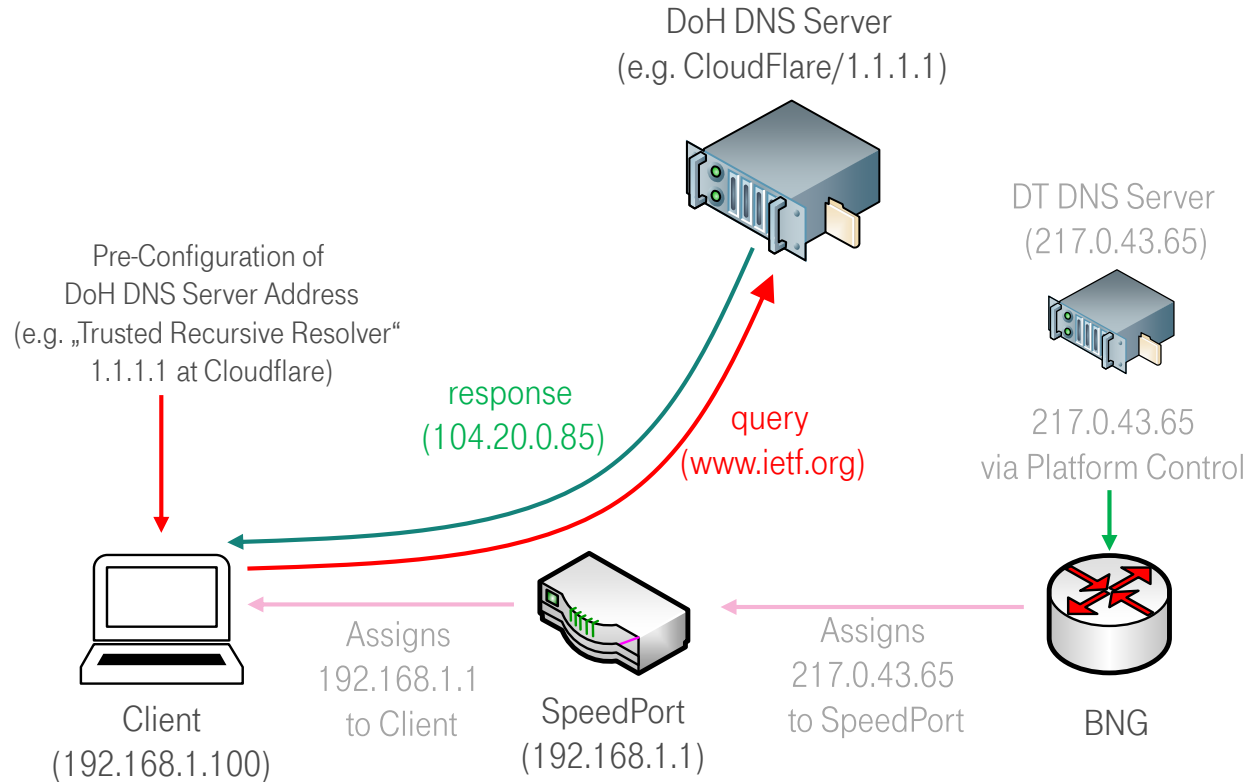 DoH DNS Server
(e.g. CloudFlare/1.1.1.1)
DT DNS Server
(217.0.43.65)
Pre-Configuration of
DoH DNS Server Address
(e.g. „Trusted Recursive Resolver“
1.1.1.1 at Cloudflare)
response
(104.20.0.85)
query
(www.ietf.org)
217.0.43.65
via Platform Control
Assigns
192.168.1.1
to Client
Assigns
217.0.43.65
to SpeedPort
Client
(192.168.1.100)
SpeedPort
(192.168.1.1)
BNG